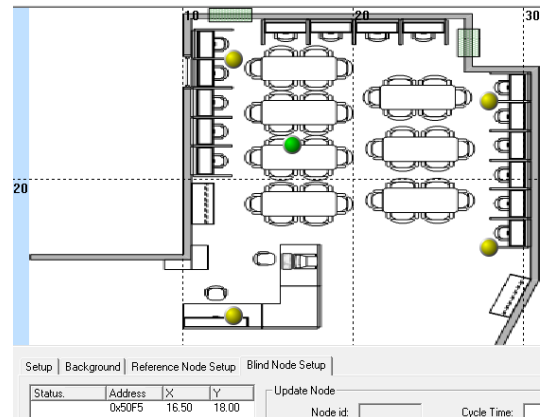 10 20 30
20
Setup Background Reference Node Setup Blind Node Setup
Status. Address X Y Update Node
0x50F5 16.50 18.00 Node id: Cycle Time: